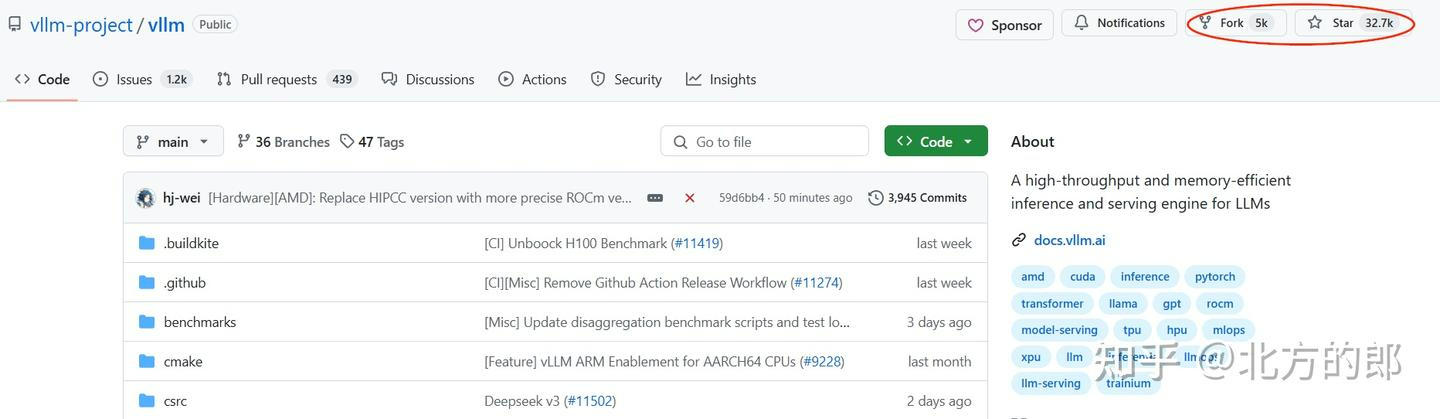 vllm-project / vllm Public
Sponsor Notifications Fork 5k Star 32.7k
Code Issues 1.2k Pull requests 439 Discussions Actions Security Insights
main 36 Branches 47 Tags Go to file Code
hj-wei [Hardware][AMD]: Replace HIPCC version with more precise ROCm ve... 59d6bb4 · 50 minutes ago 3,945 Commits
.buildkite [CI] Unboock H100 Benchmark (#11419) last week
.github [CI][Misc] Remove Github Action Release Workflow (#11274) last week
benchmarks [Misc] Update disaggregation benchmark scripts and test lo... 3 days ago
cmake [Feature] vLLM ARM Enablement for AARCH64 CPUs (#9228) last month
csrc Deepseek v3 (#11502) 2 days ago
About
A high-throughput and memory-efficient
inference and serving engine for LLMs
docs.vllm.ai
amd cuda inference pytorch
transformer llama gpt rocm
model-serving tpu hpu mlops
xpu llm
llm-serving trainium
知乎 @北方的郎